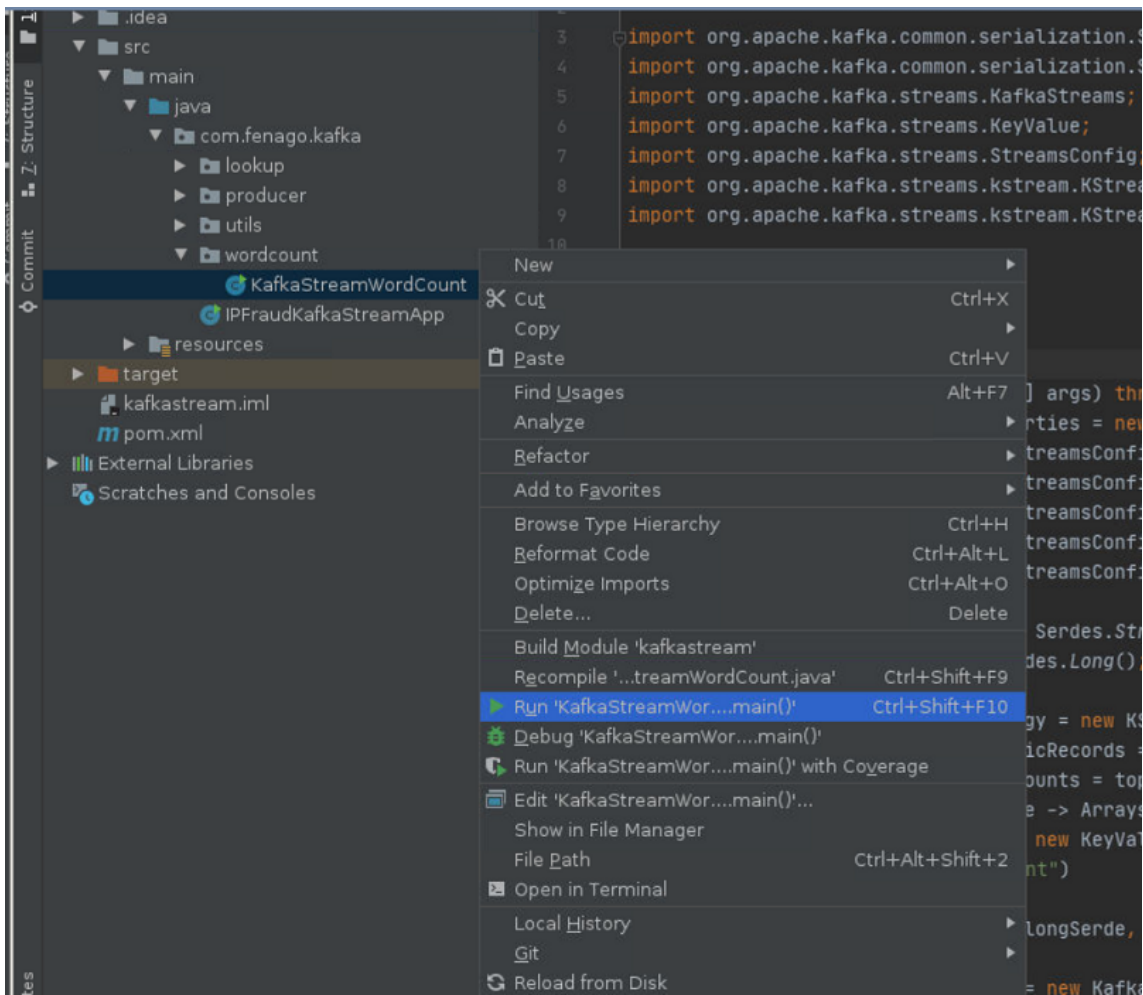 .idea
src
main
java
com.fenago.kafka
lookup
producer
utils
wordcount
KafkaStreamWordCount
IPFraudKafkaStreamApp
resources
target
kafkastream.iml
pom.xml
External Libraries
Scratches and Consoles
Z: Structure
Commit
3 import org.apache.kafka.common.serialization.S
4 import org.apache.kafka.common.serialization.S
5 import org.apache.kafka.streams.KafkaStreams;
6 import org.apache.kafka.streams.KeyValue;
7 import org.apache.kafka.streams.StreamsConfig;
8 import org.apache.kafka.streams.kstream.KStrea
9 import org.apache.kafka.streams.kstream.KStrea
10
New
Cut Ctrl+X
Copy
Paste Ctrl+V
Find Usages Alt+F7
Analyze
Refactor
Add to Favorites
Browse Type Hierarchy Ctrl+H
Reformat Code Ctrl+Alt+L
Optimize Imports Ctrl+Alt+O
Delete... Delete
Build Module 'kafkastream'
Recompile '...treamWordCount.java' Ctrl+Shift+F9
Run 'KafkaStreamWor....main()' Ctrl+Shift+F10
Debug 'KafkaStreamWor....main()'
Run 'KafkaStreamWor....main()' with Coverage
Edit 'KafkaStreamWor....main()'...
Show in File Manager
File Path Ctrl+Alt+Shift+2
Open in Terminal
Local History
Git
Reload from Disk
] args) thr
rties = new
treamsConfi
treamsConfi
treamsConfi
treamsConfi
treamsConfi
Serdes.Str
des.Long();
gy = new KS
icRecords =
ounts = top
e -> Arrays
new KeyVal
nt")
longSerde,
= new Kafka